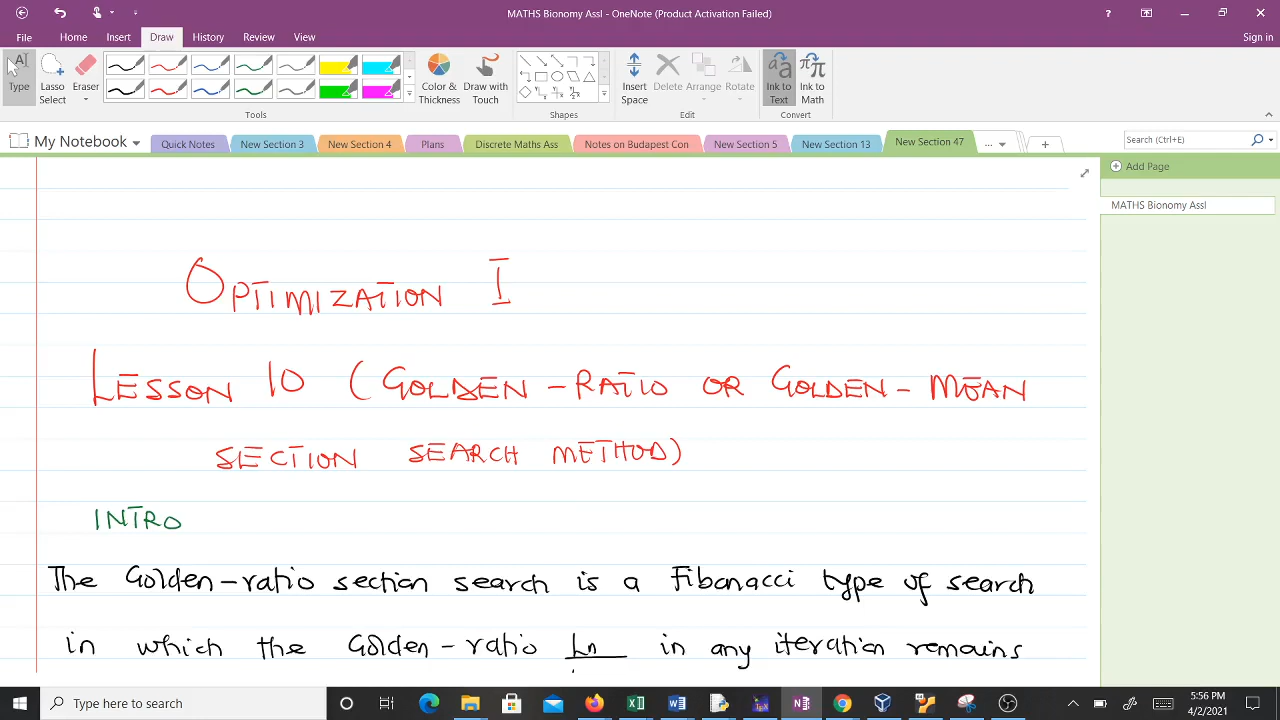 MATHS Bionomy Assl - OneNote (Product Activation Failed)
File Home Insert Draw History Review View
Sign in
Type
Lasso Select
Eraser
Color & Thickness
Draw with Touch
Insert Space
Delete
Arrange
Rotate
Ink to Text
Ink to Math
Tools
Shapes
Edit
Convert
My Notebook
Quick Notes
New Section 3
New Section 4
Plans
Discrete Maths Ass
Notes on Budapest Con
New Section 5
New Section 13
New Section 47
...
Search (Ctrl+E)
Add Page
MATHS Bionomy Assl
OPTIMIZATION I
LESSON 10 (GOLDEN-RATIO OR GOLDEN-MEAN
SECTION SEARCH METHOD)
INTRO
The Golden-ratio section search is a Fibonacci type of search
in which the Golden-ratio Ln in any iteration remains
Type here to search
5:56 PM
4/2/2021